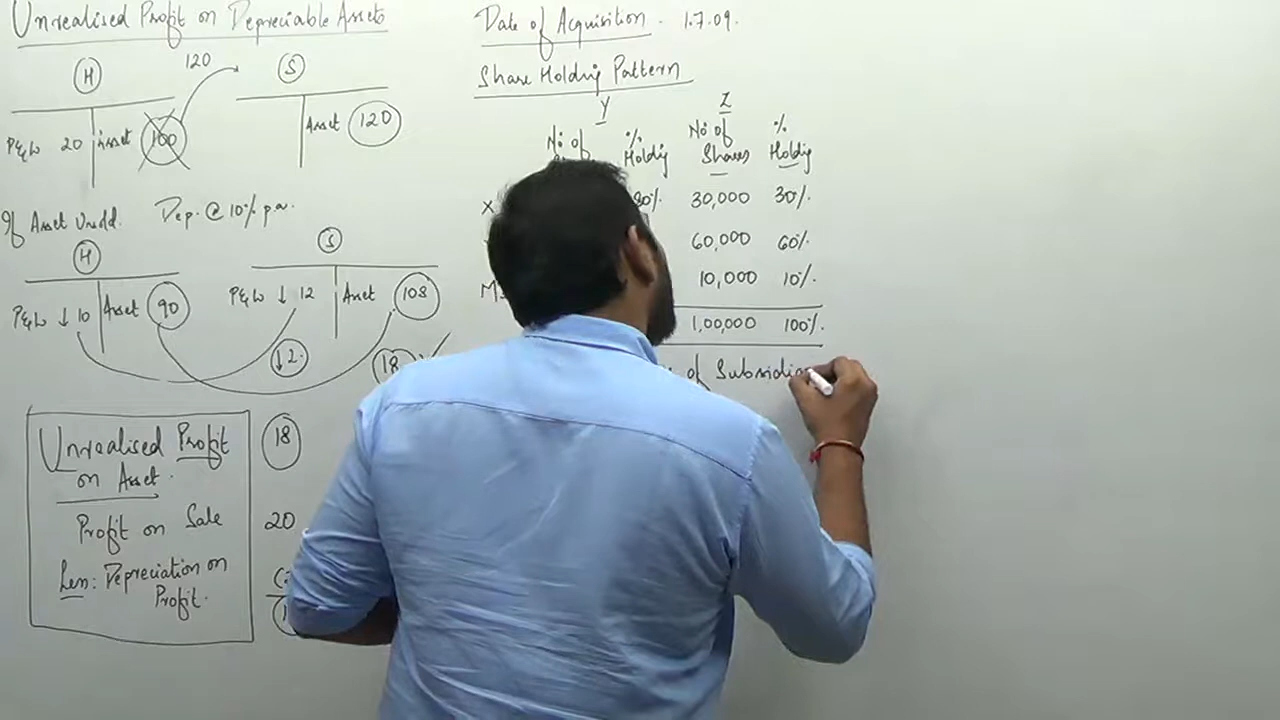 Unrealised Profit on Depreciable Assets
120
H
S
P&L 20 Asset 100
Asset 120
If Asset Unsold. Dep. @ 10% p.a.
H
S
P&L ↓ 10 Asset 90
P&L ↓ 12 Asset 108
↓2
18
Unrealised Profit
on Asset.
18
Profit on Sale
20
Less: Depreciation on
Profit.
Date of Acquisition. 1.7.09.
Share Holding Pattern
Y
Z
No. of
%
Holding
No. of
Shares
%
Holding
X
30,000 30%
60,000 60%
10,000 10%
1,00,000 100%
of Subsidia